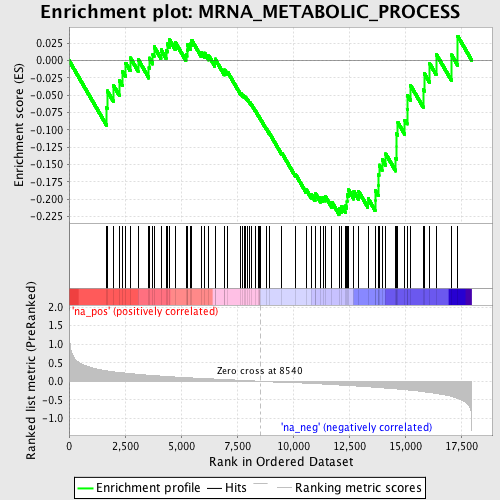 Enrichment plot: MRNA_METABOLIC_PROCESS
Enrichment score (ES)
0.025
0.000
-0.025
-0.050
-0.075
-0.100
-0.125
-0.150
-0.175
-0.200
-0.225
Ranked list metric (PreRanked)
2.0
1.5
1.0
0.5
0.0
-0.5
-1.0
'na_pos' (positively correlated)
Zero cross at 8540
'na_neg' (negatively correlated)
0
2,500
5,000
7,500
10,000
12,500
15,000
17,500
Rank in Ordered Dataset
Enrichment profile
Hits
Ranking metric scores